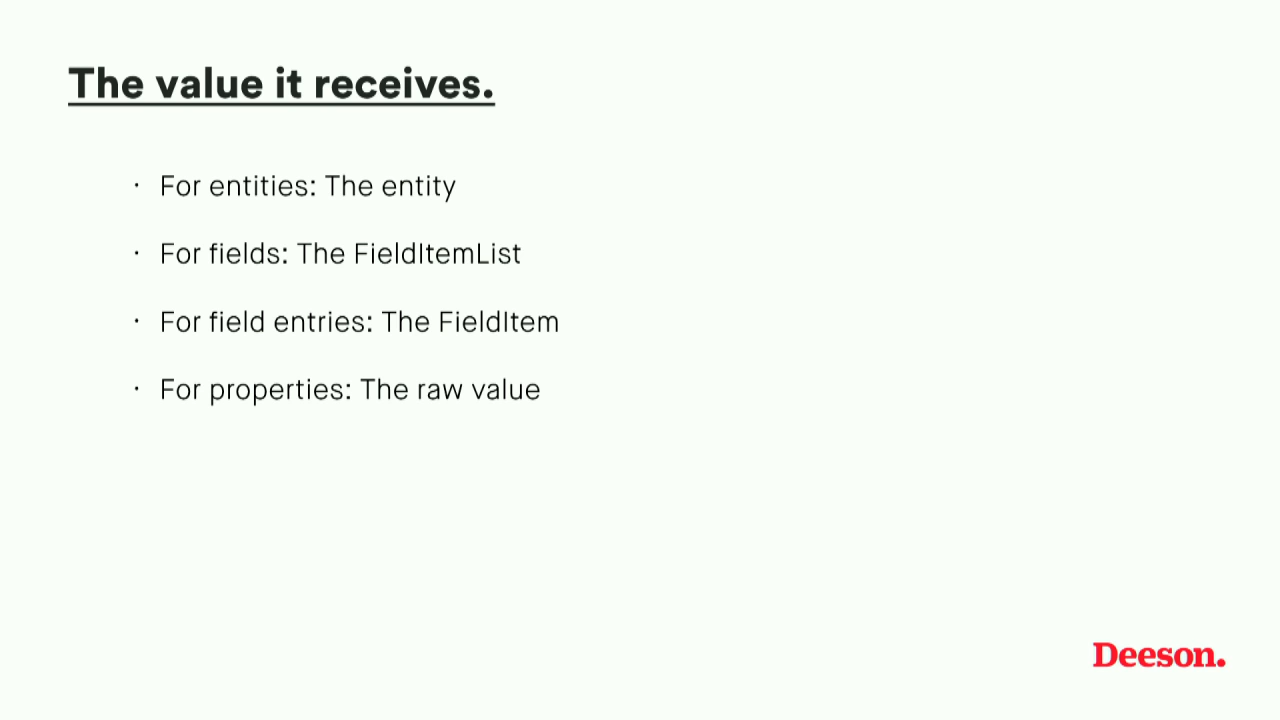 The value it receives.
· For entities: The entity
· For fields: The FieldItemList
· For field entries: The FieldItem
· For properties: The raw value
Deeson.